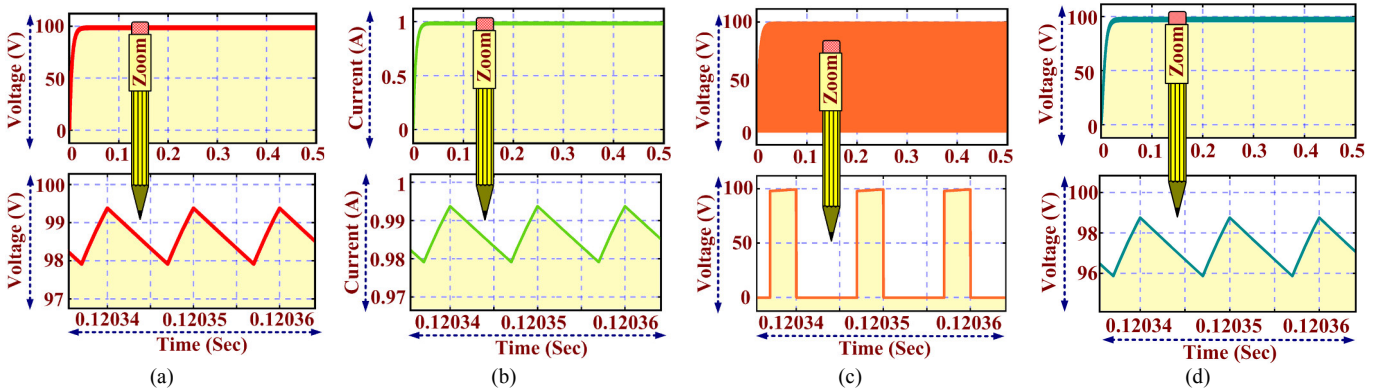 Voltage (V)
100
50
0
Zoom
0 0.1 0.2 0.3 0.4 0.5
Voltage (V)
100
99
98
97
0.12034 0.12035 0.12036
Time (Sec)
(a)
Current (A)
1
0.5
0
Zoom
0 0.1 0.2 0.3 0.4 0.5
Current (A)
1
0.99
0.98
0.97
0.12034 0.12035 0.12036
Time (Sec)
(b)
Voltage (V)
100
50
0
Zoom
0 0.1 0.2 0.3 0.4 0.5
Voltage (V)
100
50
0
0.12034 0.12035 0.12036
Time (Sec)
(c)
Voltage (V)
100
50
0
Zoom
0 0.1 0.2 0.3 0.4 0.5
Voltage (V)
98
96
94
0.12034 0.12035 0.12036
Time (Sec)
(d)